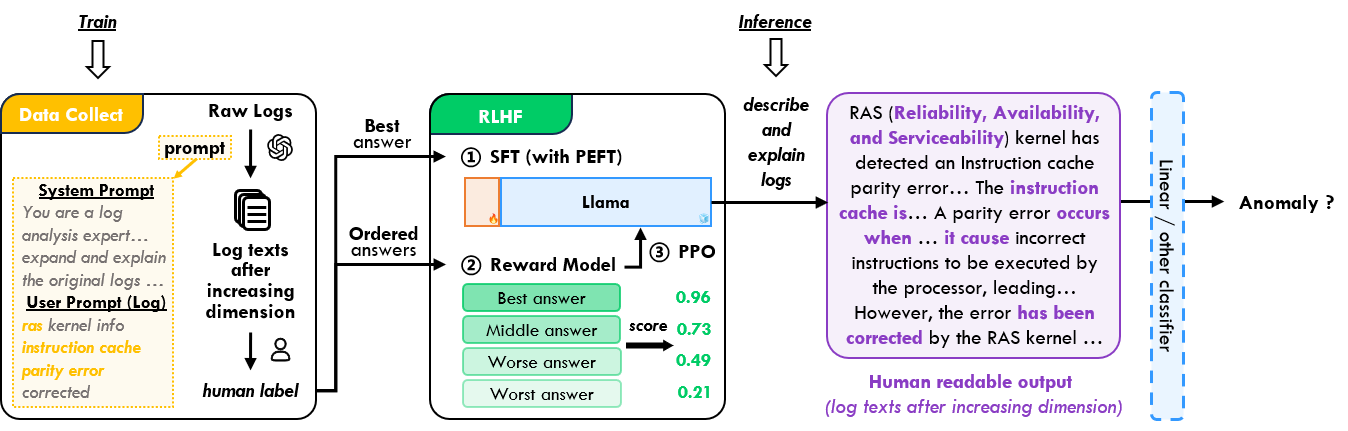 Train
Data Collect
Raw Logs
prompt
System Prompt
You are a log
analysis expert...
expand and explain
the original logs ...
User Prompt (Log)
ras kernel info
instruction cache
parity error
corrected
Log texts
after
increasing
dimension
human label
Best
answer
Ordered
answers
RLHF
① SFT (with PEFT)
Llama
② Reward Model
③ PPO
Best answer
Middle answer
Worse answer
Worst answer
score
0.96
0.73
0.49
0.21
Inference
describe
and
explain
logs
RAS (Reliability, Availability,
and Serviceability) kernel has
detected an Instruction cache
parity error... The instruction
cache is... A parity error occurs
when ... it cause incorrect
instructions to be executed by
the processor, leading...
However, the error has been
corrected by the RAS kernel ...
Human readable output
(log texts after increasing dimension)
Linear / other classifier
Anomaly ?